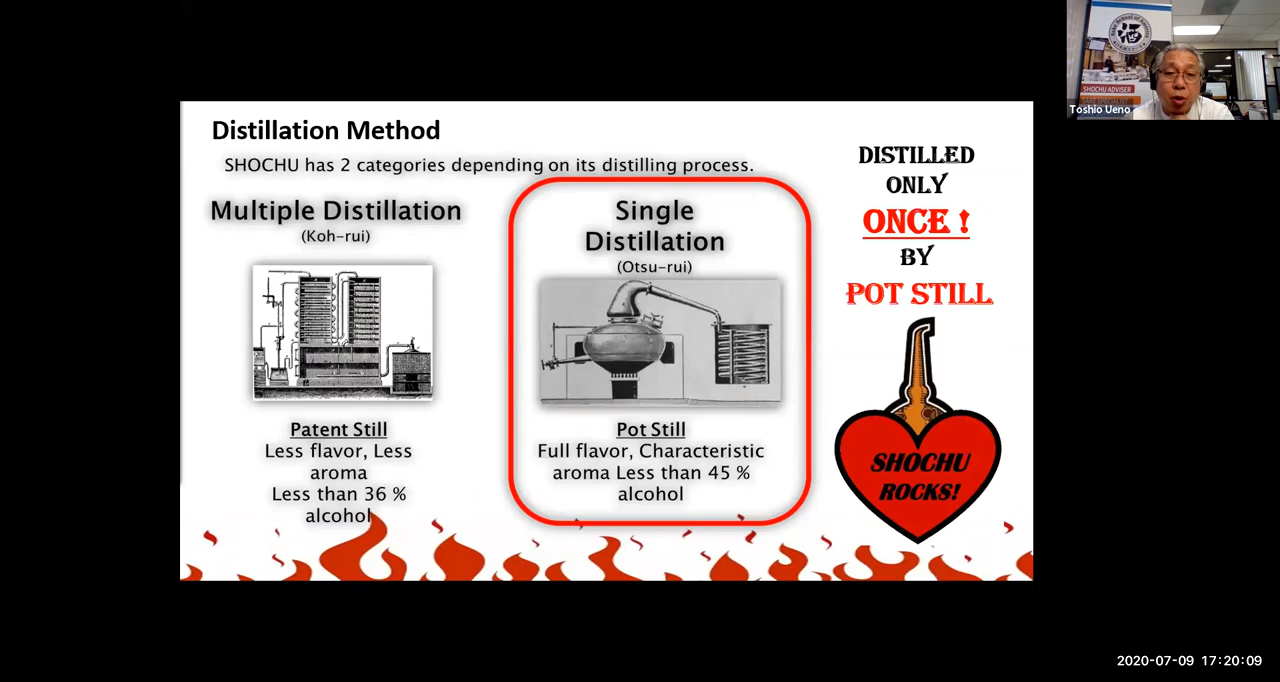 Distillation Method
SHOCHU has 2 categories depending on its distilling process.
Multiple Distillation
(Koh-rui)
Patent Still
Less flavor, Less
aroma
Less than 36 %
alcohol
Single
Distillation
(Otsu-rui)
Pot Still
Full flavor, Characteristic
aroma Less than 45 %
alcohol
DISTILLED
ONLY
ONCE !
BY
POT STILL
SHOCHU
ROCKS!
SHOCHU ADVISER
Toshio Ueno
2020-07-09 17:20:09